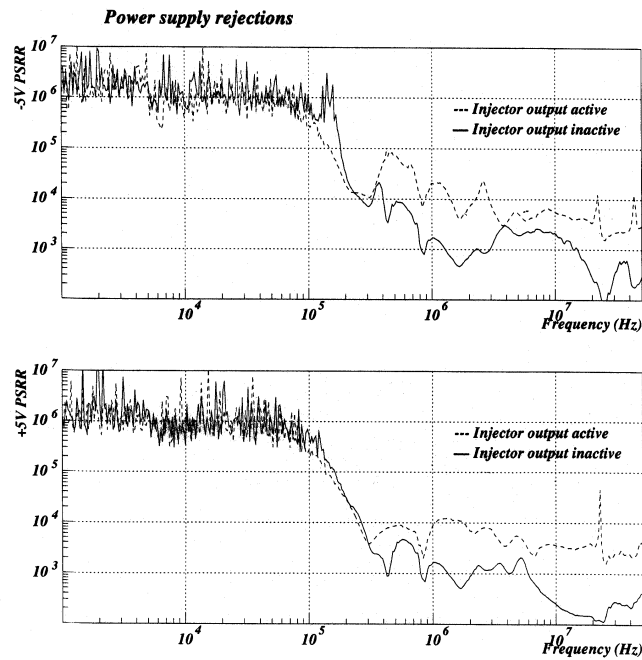 Power supply rejections
-5V PSRR
10^7
10^6
10^5
10^4
10^3
--- Injector output active
— Injector output inactive
10^4
10^5
10^6
10^7
Frequency (Hz)
+5V PSRR
10^7
10^6
10^5
10^4
10^3
--- Injector output active
— Injector output inactive
10^4
10^5
10^6
10^7
Frequency (Hz)